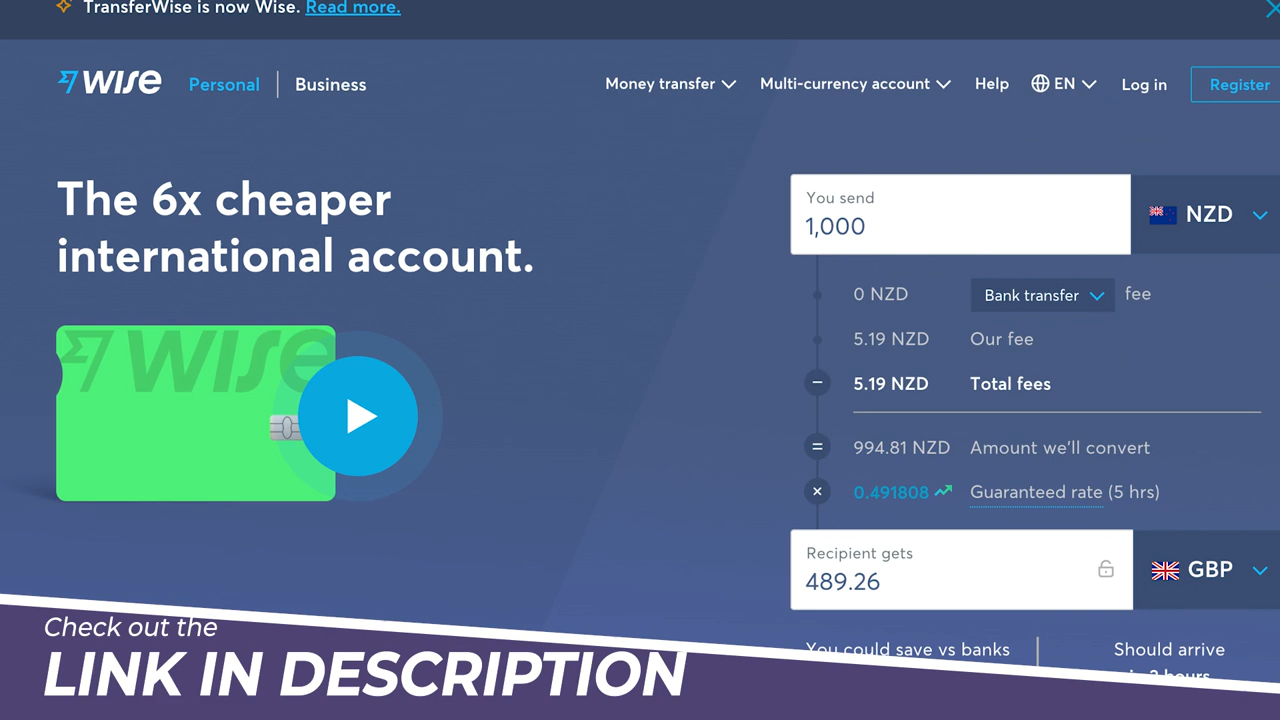 TransferWise is now Wise. Read more.
WISE Personal Business Money transfer Multi-currency account Help EN Log in Register
The 6x cheaper
international account.
WISE
You send
1,000
NZD
0 NZD Bank transfer fee
5.19 NZD Our fee
5.19 NZD Total fees
994.81 NZD Amount we'll convert
0.491808 Guaranteed rate (5 hrs)
Recipient gets
489.26
GBP
You could save vs banks
Should arrive
Check out the
LINK IN DESCRIPTION